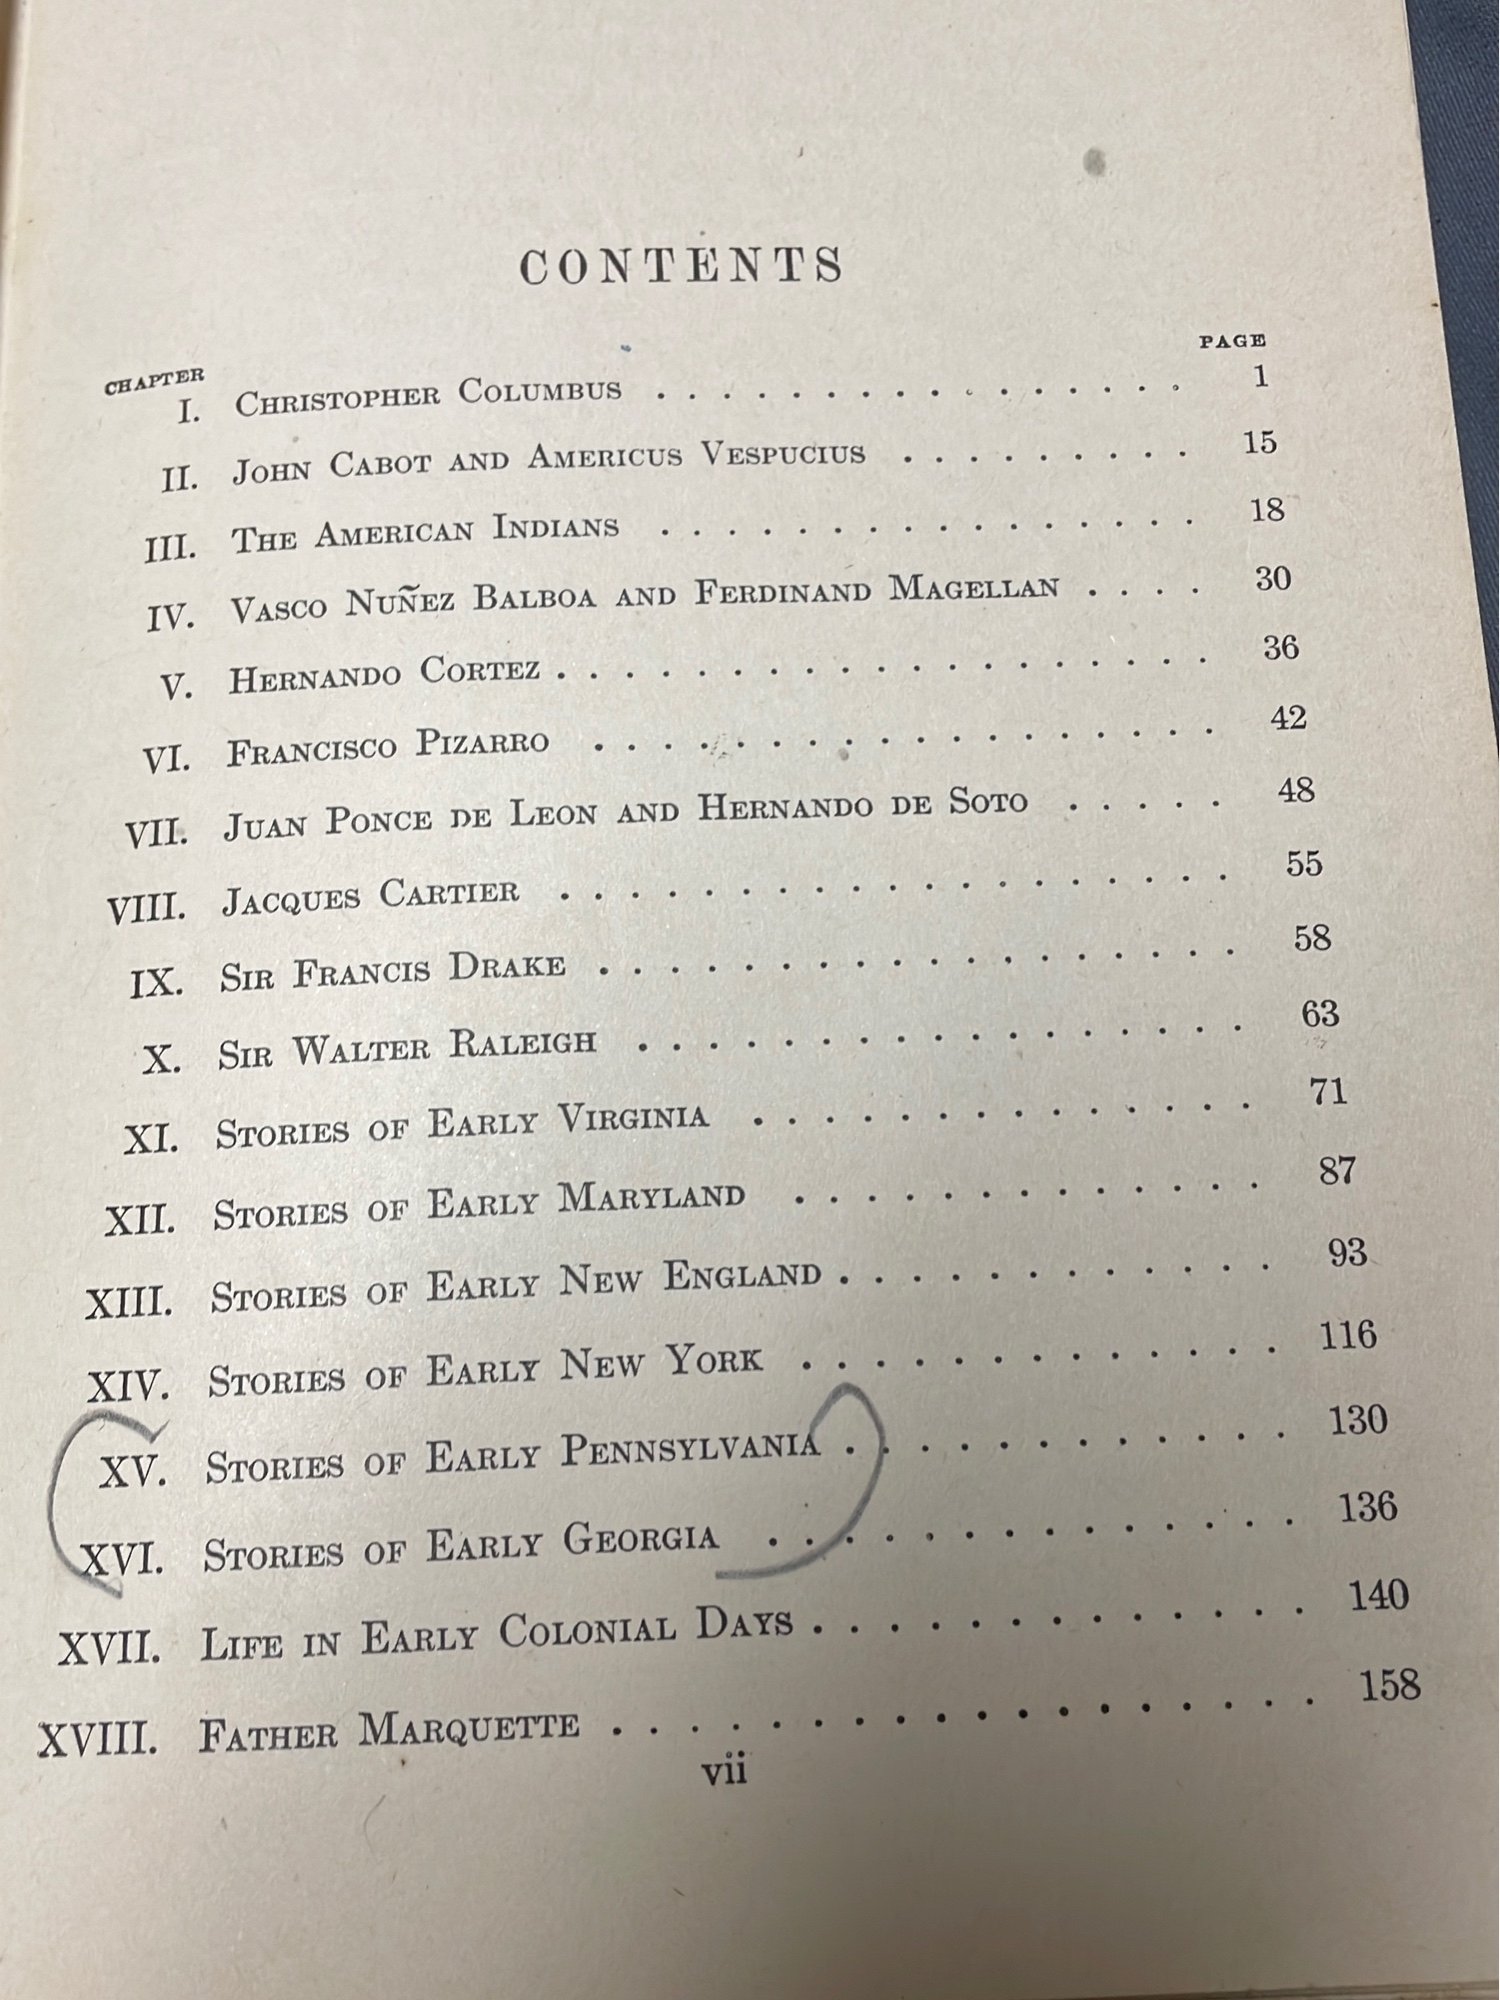 CONTENTS
CHAPTER PAGE
I. CHRISTOPHER COLUMBUS . . . . . . . . . . . . . . . . 1
II. JOHN CABOT AND AMERICUS VESPUCIUS . . . . . . . . . 15
III. THE AMERICAN INDIANS . . . . . . . . . . . . . . . . 18
IV. VASCO NUÑEZ BALBOA AND FERDINAND MAGELLAN . . . . 30
V. HERNANDO CORTEZ . . . . . . . . . . . . . . . . . . . 36
VI. FRANCISCO PIZARRO . . . . . . . . . . . . . . . . . . 42
VII. JUAN PONCE DE LEON AND HERNANDO DE SOTO . . . . . 48
VIII. JACQUES CARTIER . . . . . . . . . . . . . . . . . . . 55
IX. SIR FRANCIS DRAKE . . . . . . . . . . . . . . . . . . 58
X. SIR WALTER RALEIGH . . . . . . . . . . . . . . . . . 63
XI. STORIES OF EARLY VIRGINIA . . . . . . . . . . . . . . 71
XII. STORIES OF EARLY MARYLAND . . . . . . . . . . . . . 87
XIII. STORIES OF EARLY NEW ENGLAND . . . . . . . . . . . . 93
XIV. STORIES OF EARLY NEW YORK . . . . . . . . . . . . . 116
XV. STORIES OF EARLY PENNSYLVANIA . . . . . . . . . . . . 130
XVI. STORIES OF EARLY GEORGIA . . . . . . . . . . . . . . 136
XVII. LIFE IN EARLY COLONIAL DAYS . . . . . . . . . . . . . 140
XVIII. FATHER MARQUETTE . . . . . . . . . . . . . . . . . . . 158
vii